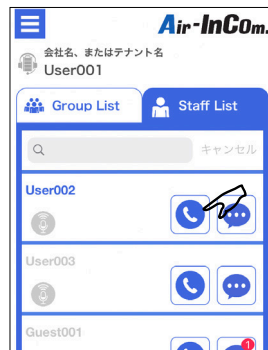 Air-InCom.
会社名、またはテナント名
User001
Group List
Staff List
キャンセル
User002
User003
Guest001
1